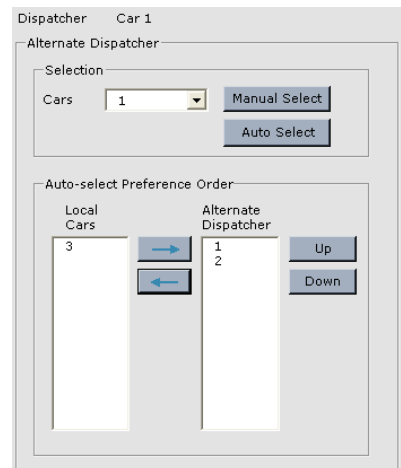 Dispatcher Car 1
Alternate Dispatcher
Selection
Cars 1 Manual Select
Auto Select
Auto-select Preference Order
Local Cars
Alternate Dispatcher
3
1
2
Up
Down